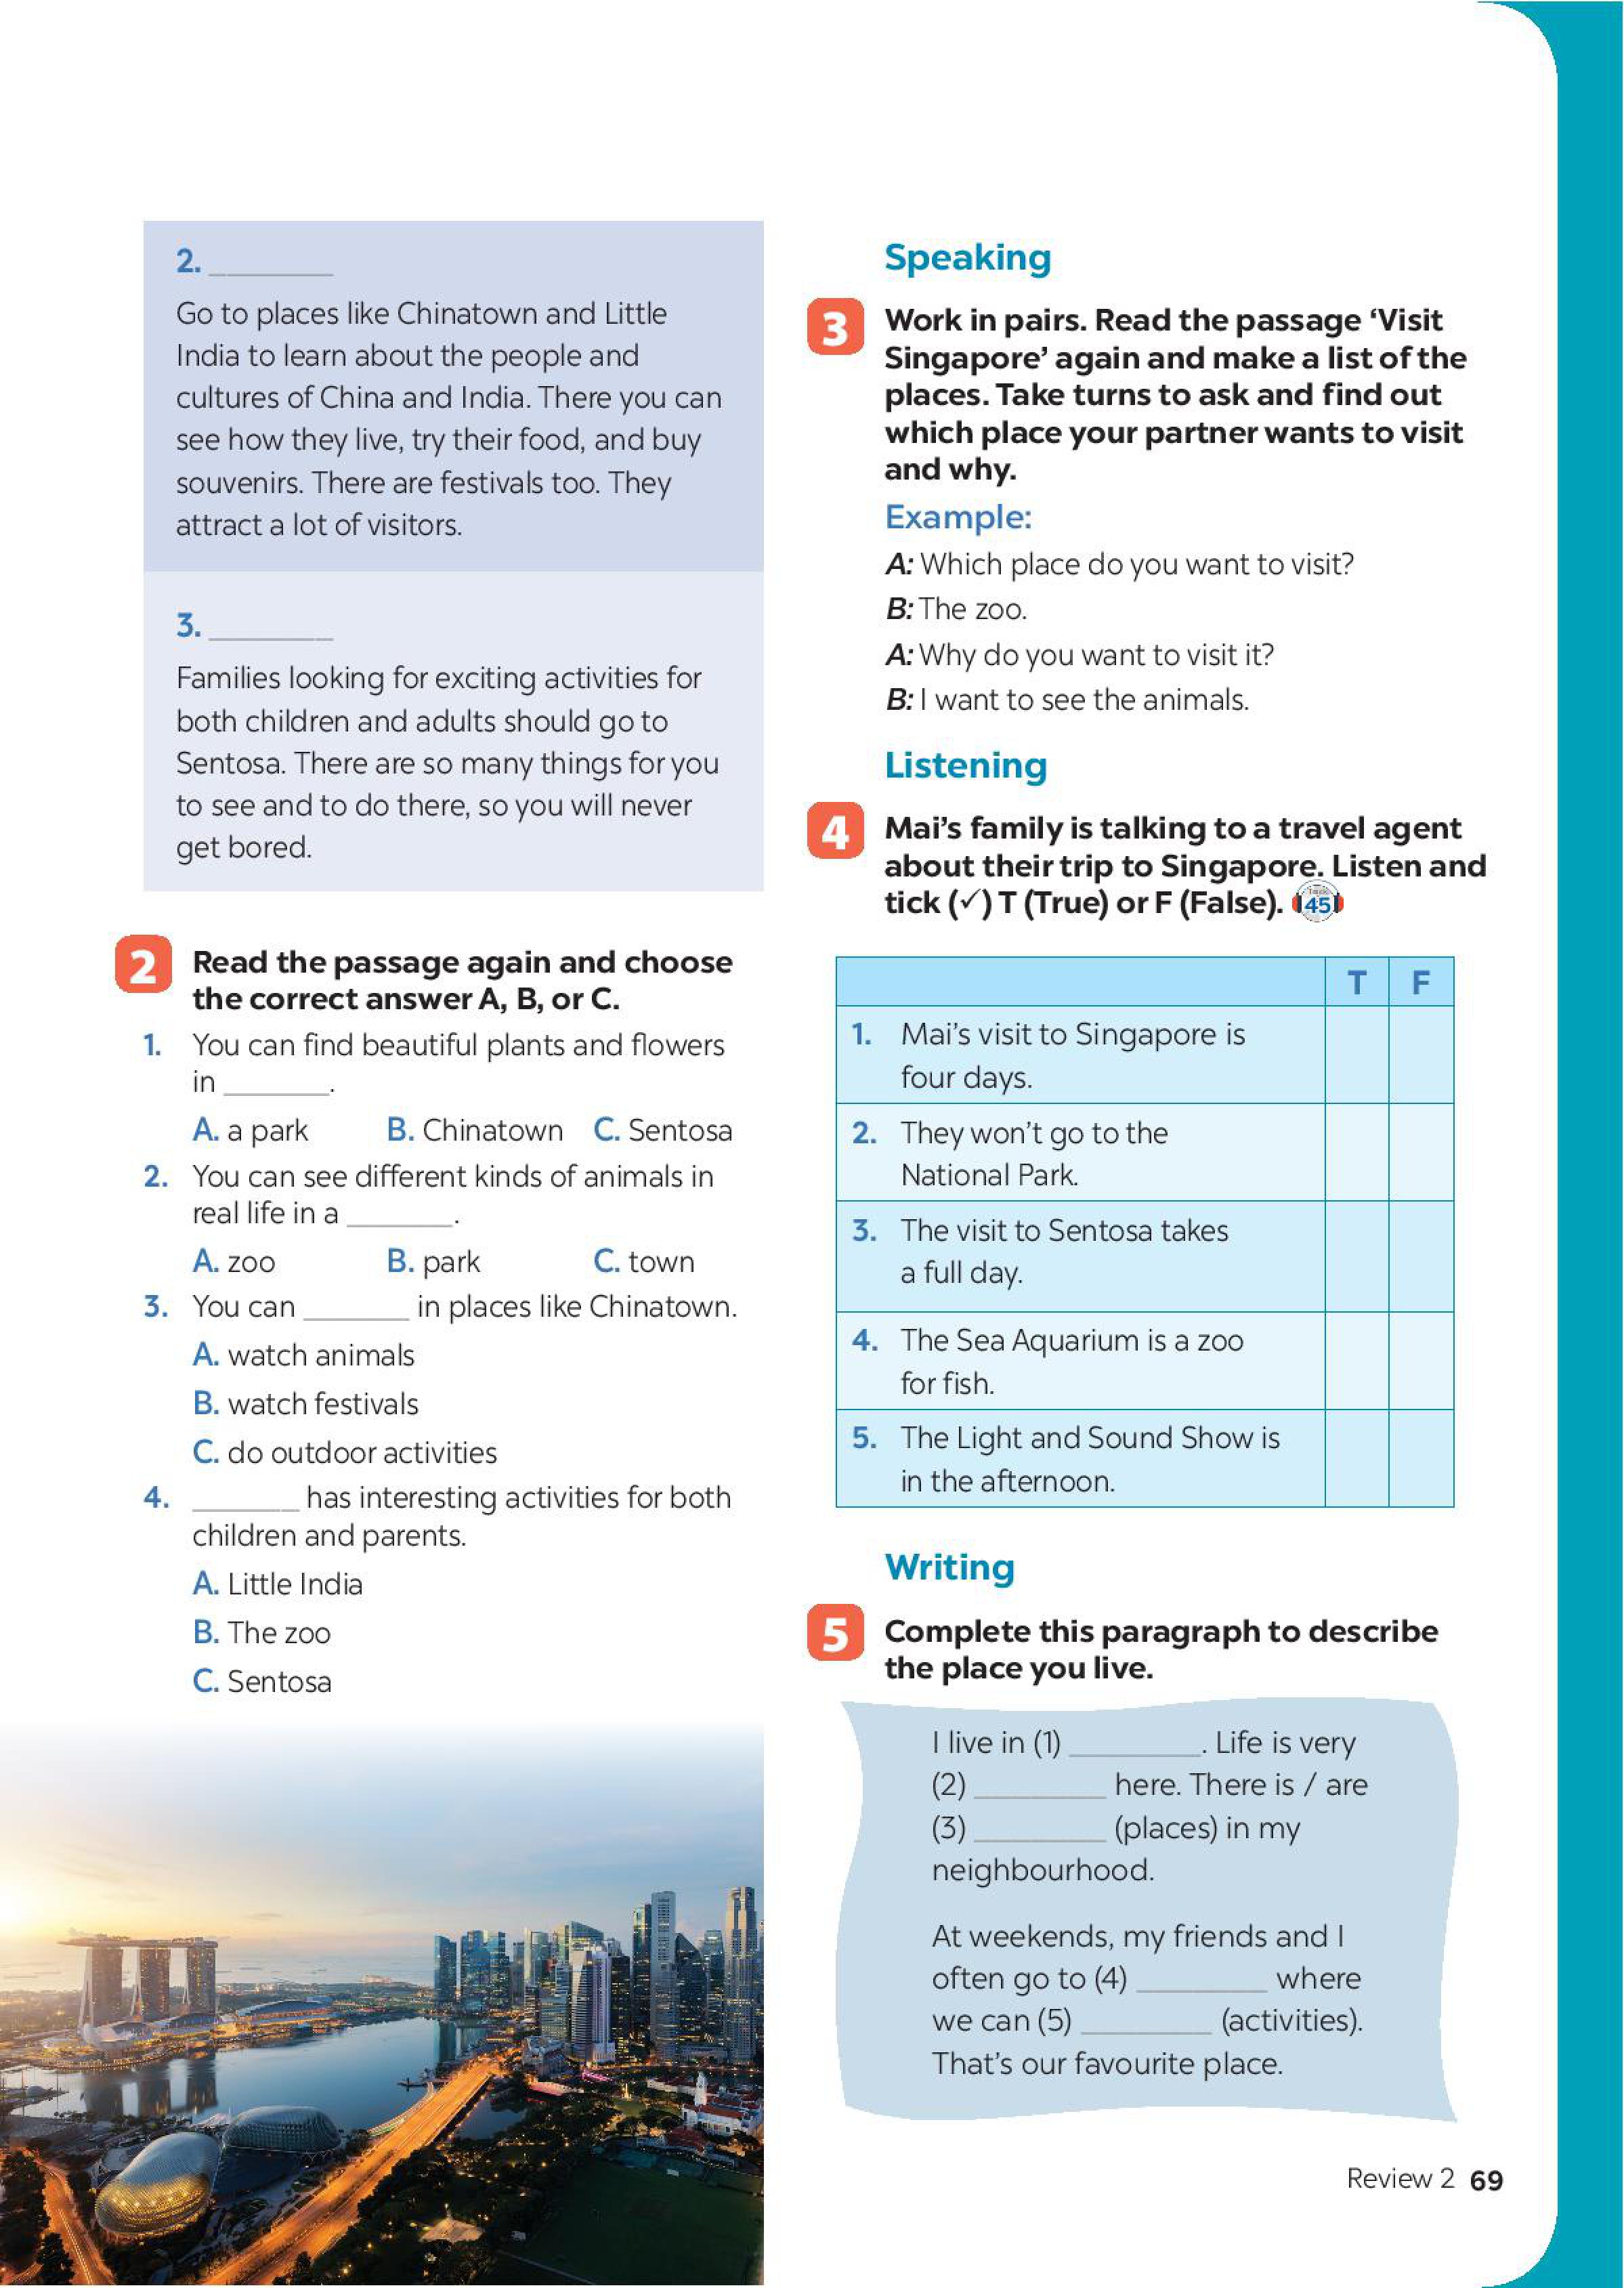 2. ________
Go to places like Chinatown and Little
India to learn about the people and
cultures of China and India. There you can
see how they live, try their food, and buy
souvenirs. There are festivals too. They
attract a lot of visitors.
3. ________
Families looking for exciting activities for
both children and adults should go to
Sentosa. There are so many things for you
to see and to do there, so you will never
get bored.
2 Read the passage again and choose
the correct answer A, B, or C.
1. You can find beautiful plants and flowers
in _______.
A. a park B. Chinatown C. Sentosa
2. You can see different kinds of animals in
real life in a _______.
A. zoo B. park C. town
3. You can _______ in places like Chinatown.
A. watch animals
B. watch festivals
C. do outdoor activities
4. _______ has interesting activities for both
children and parents.
A. Little India
B. The zoo
C. Sentosa
Speaking
3 Work in pairs. Read the passage ‘Visit
Singapore’ again and make a list of the
places. Take turns to ask and find out
which place your partner wants to visit
and why.
Example:
A: Which place do you want to visit?
B: The zoo.
A: Why do you want to visit it?
B: I want to see the animals.
Listening
4 Mai’s family is talking to a travel agent
about their trip to Singapore. Listen and
tick (✓) T (True) or F (False). Track 45
T F
1. Mai’s visit to Singapore is
four days.
2. They won’t go to the
National Park.
3. The visit to Sentosa takes
a full day.
4. The Sea Aquarium is a zoo
for fish.
5. The Light and Sound Show is
in the afternoon.
Writing
5 Complete this paragraph to describe
the place you live.
I live in (1) _________. Life is very
(2) _________ here. There is / are
(3) _________ (places) in my
neighbourhood.
At weekends, my friends and I
often go to (4) _________ where
we can (5) _________ (activities).
That’s our favourite place.
Review 2 69